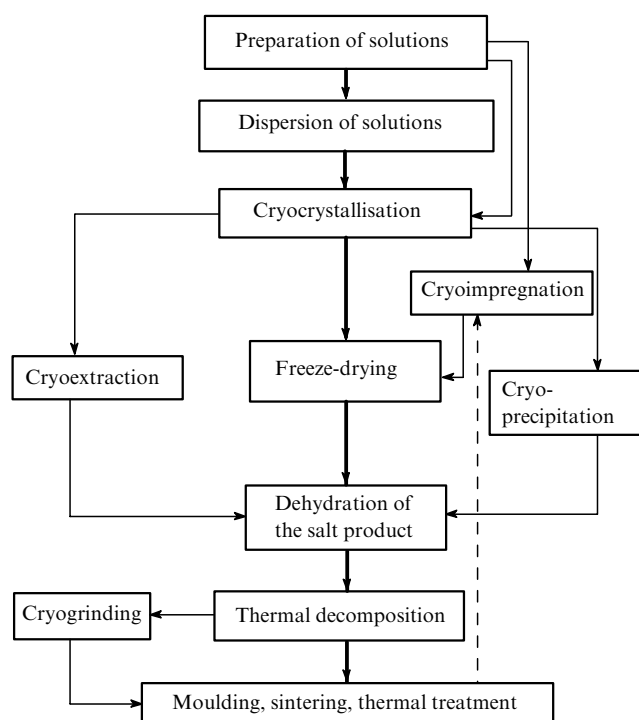 Preparation of solutions
Dispersion of solutions
Cryocrystallisation
Cryoimpregnation
Freeze-drying
Cryoextraction
Cryo-
precipitation
Dehydration of
the salt product
Cryogrinding
Thermal decomposition
Moulding, sintering, thermal treatment